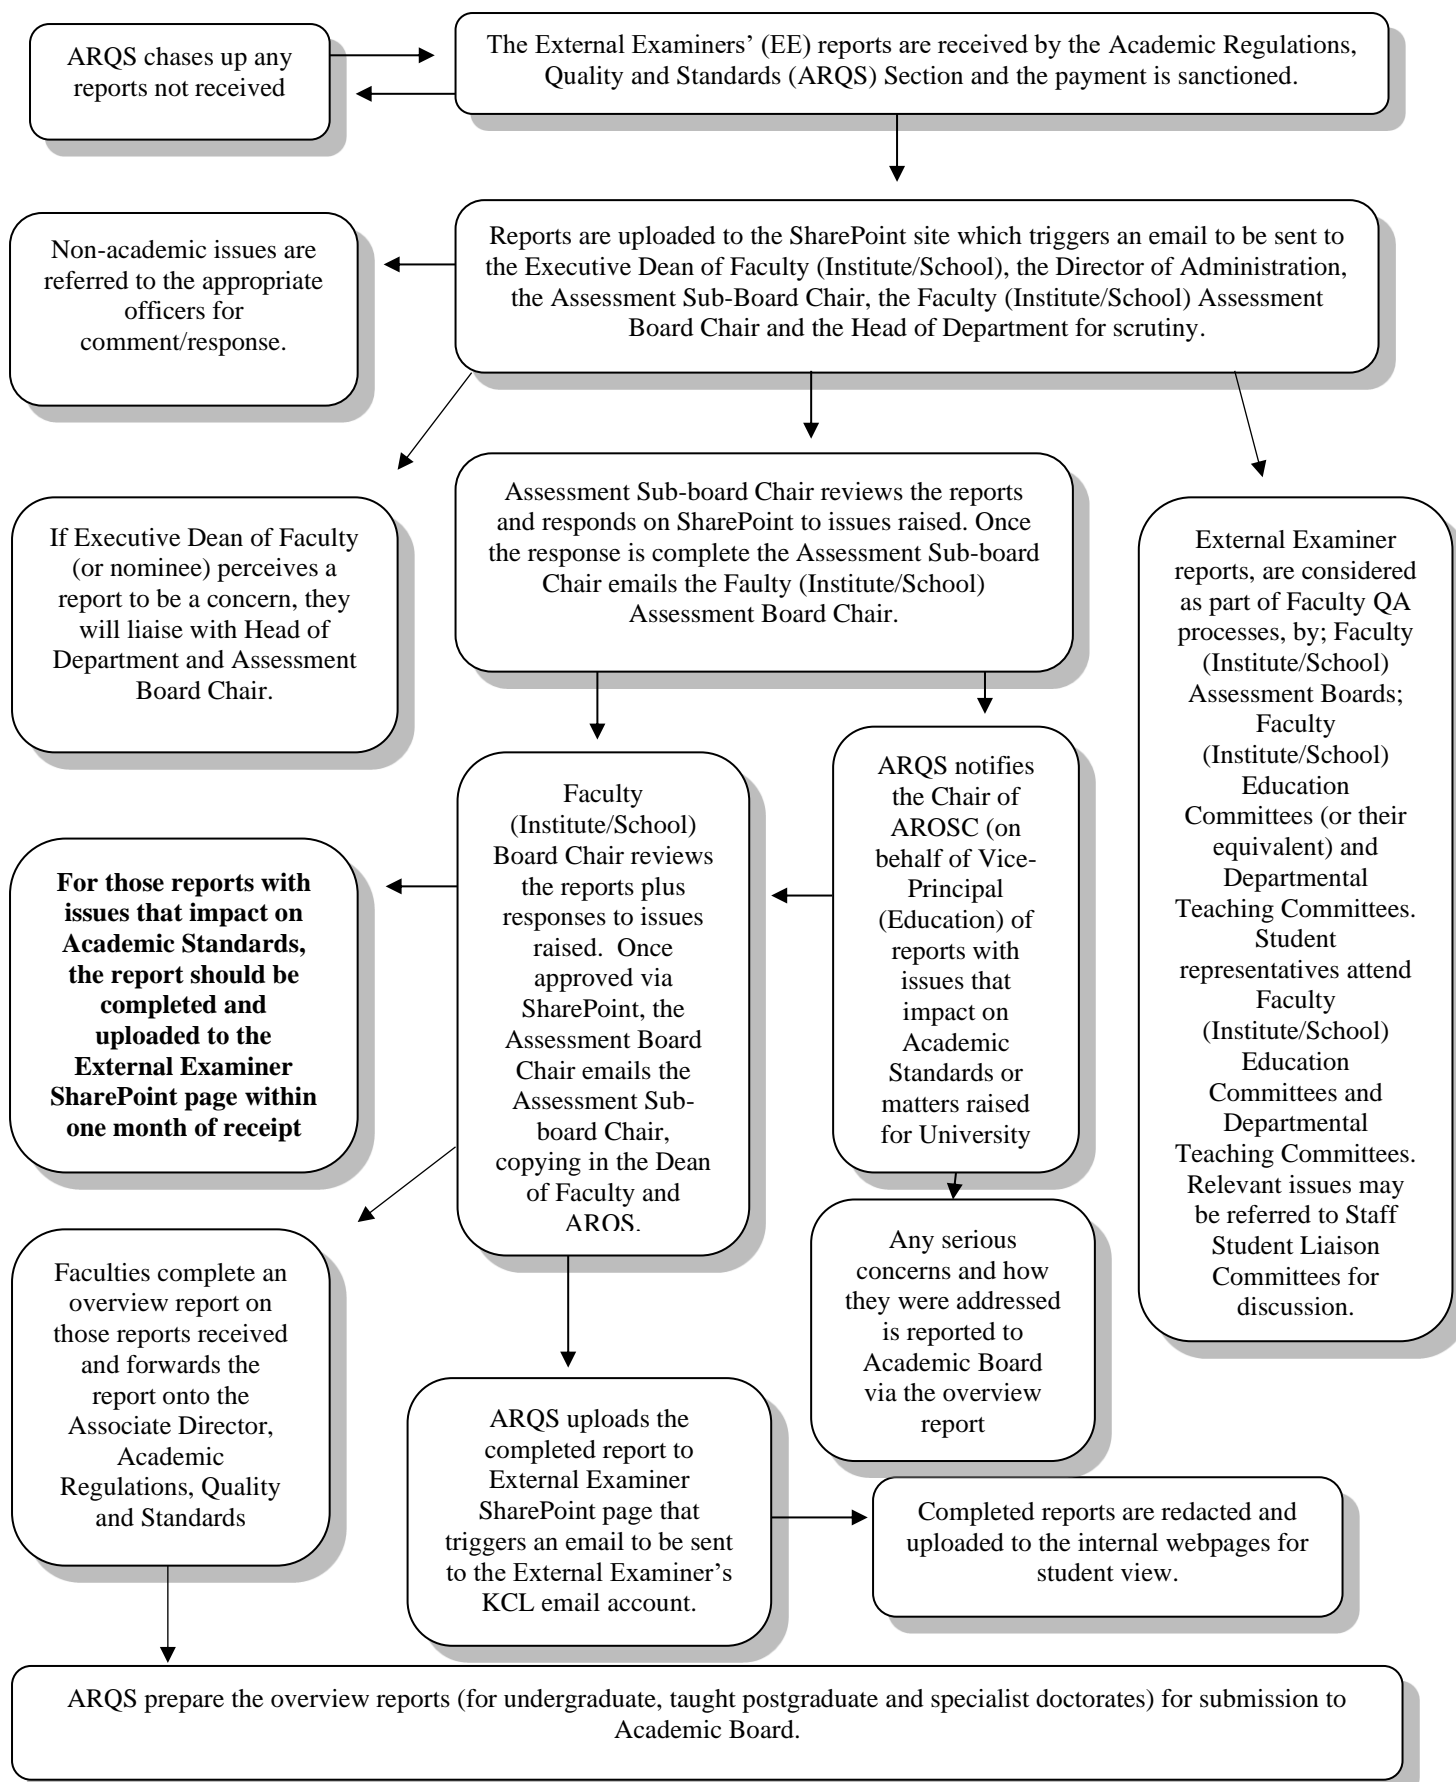 ARQS chases up any
reports not received
The External Examiners’ (EE) reports are received by the Academic Regulations,
Quality and Standards (ARQS) Section and the payment is sanctioned.
Non-academic issues are
referred to the appropriate
officers for
comment/response.
Reports are uploaded to the SharePoint site which triggers an email to be sent to
the Executive Dean of Faculty (Institute/School), the Director of Administration,
the Assessment Sub-Board Chair, the Faculty (Institute/School) Assessment
Board Chair and the Head of Department for scrutiny.
If Executive Dean of Faculty
(or nominee) perceives a
report to be a concern, they
will liaise with Head of
Department and Assessment
Board Chair.
Assessment Sub-board Chair reviews the reports
and responds on SharePoint to issues raised. Once
the response is complete the Assessment Sub-board
Chair emails the Faulty (Institute/School)
Assessment Board Chair.
External Examiner
reports, are considered
as part of Faculty QA
processes, by; Faculty
(Institute/School)
Assessment Boards;
Faculty
(Institute/School)
Education
Committees (or their
equivalent) and
Departmental
Teaching Committees.
Student
representatives attend
Faculty
(Institute/School)
Education
Committees and
Departmental
Teaching Committees.
Relevant issues may
be referred to Staff
Student Liaison
Committees for
discussion.
For those reports with
issues that impact on
Academic Standards,
the report should be
completed and
uploaded to the
External Examiner
SharePoint page within
one month of receipt
Faculty
(Institute/School)
Board Chair reviews
the reports plus
responses to issues
raised.  Once
approved via
SharePoint, the
Assessment Board
Chair emails the
Assessment Sub-
board Chair,
copying in the Dean
of Faculty and
ARQS.
ARQS notifies
the Chair of
AROSC (on
behalf of Vice-
Principal
(Education) of
reports with
issues that
impact on
Academic
Standards or
matters raised
for University
Faculties complete an
overview report on
those reports received
and forwards the
report onto the
Associate Director,
Academic
Regulations, Quality
and Standards
Any serious
concerns and how
they were addressed
is reported to
Academic Board
via the overview
report
ARQS uploads the
completed report to
External Examiner
SharePoint page that
triggers an email to be sent
to the External Examiner’s
KCL email account.
Completed reports are redacted and
uploaded to the internal webpages for
student view.
ARQS prepare the overview reports (for undergraduate, taught postgraduate and specialist doctorates) for submission to
Academic Board.